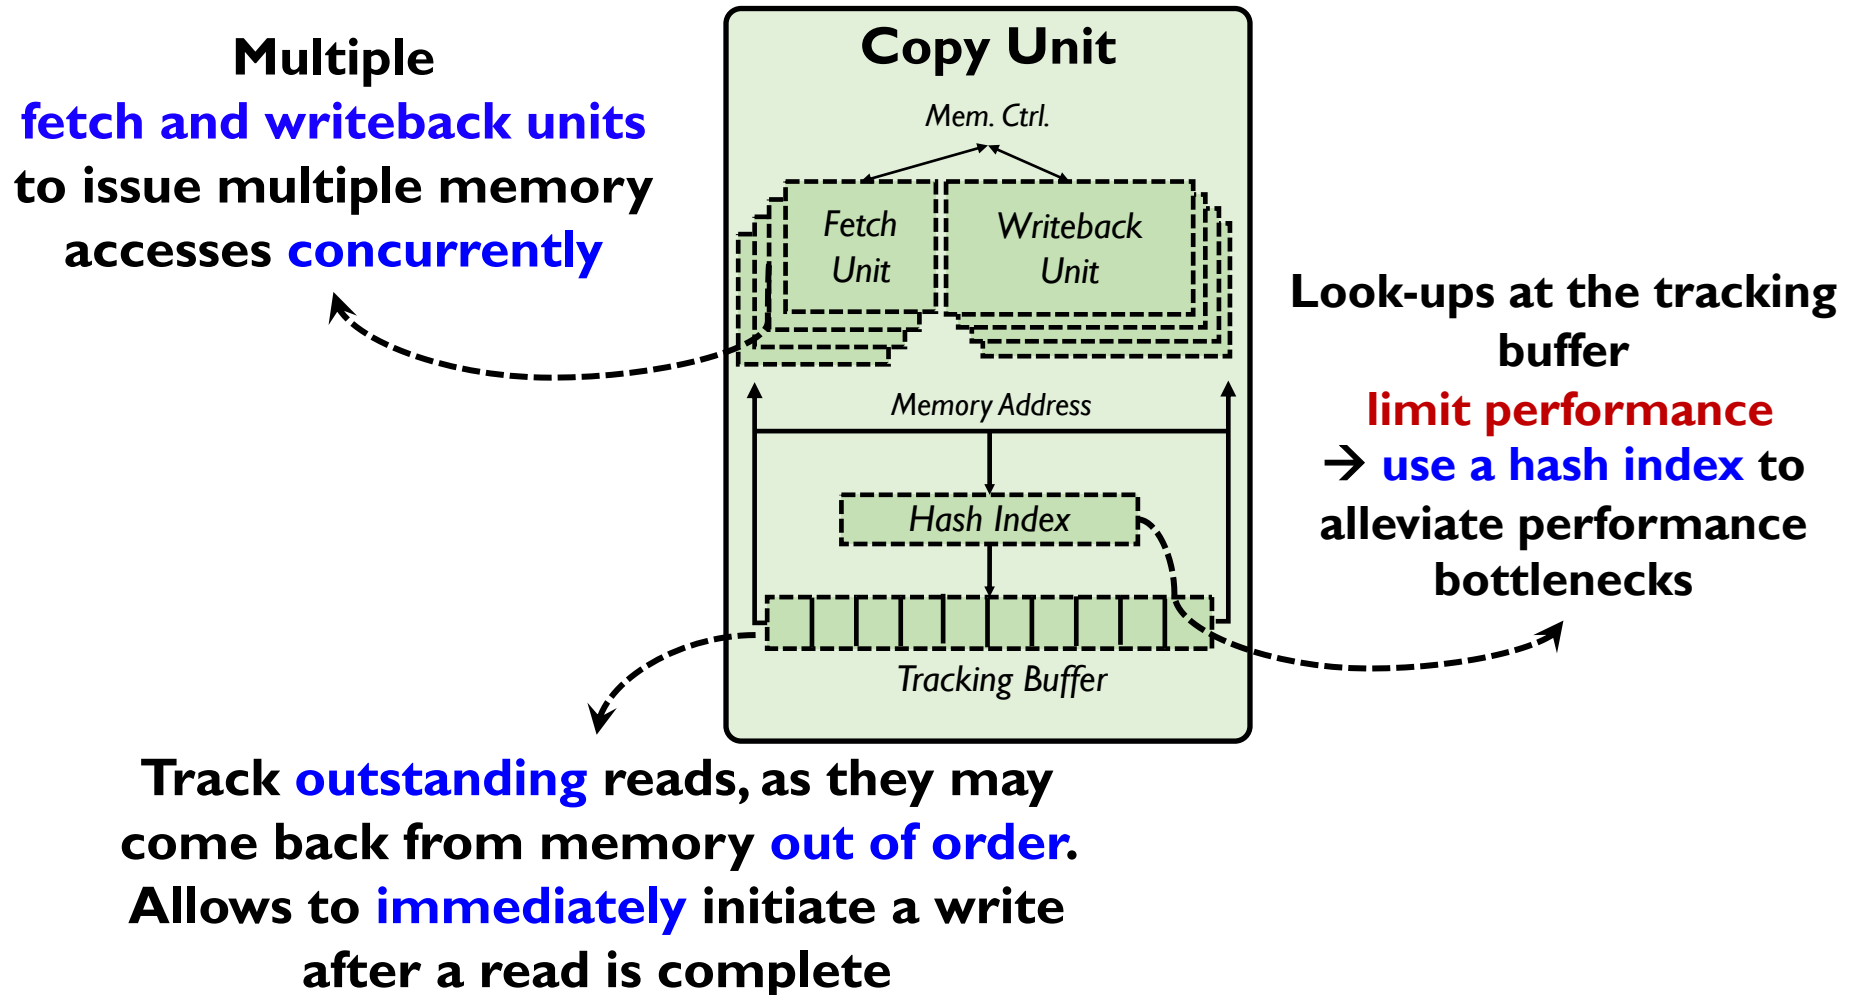 Multiple
fetch and writeback units
to issue multiple memory
accesses concurrently
Copy Unit
Mem. Ctrl.
Fetch
Unit
Writeback
Unit
Memory Address
Hash Index
Tracking Buffer
Look-ups at the tracking
buffer
limit performance
→ use a hash index to
alleviate performance
bottlenecks
Track outstanding reads, as they may
come back from memory out of order.
Allows to immediately initiate a write
after a read is complete